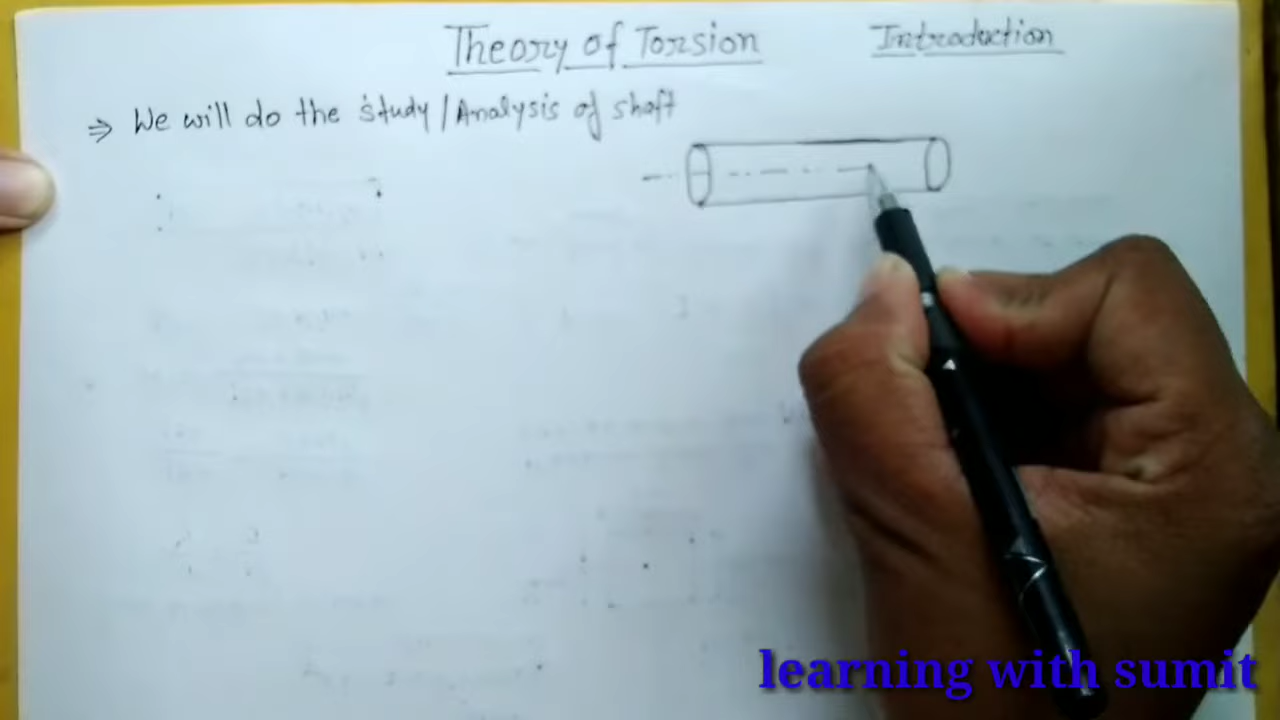 Theory of Torsion Introduction
⇒ We will do the study / Analysis of shaft
learning with sumit